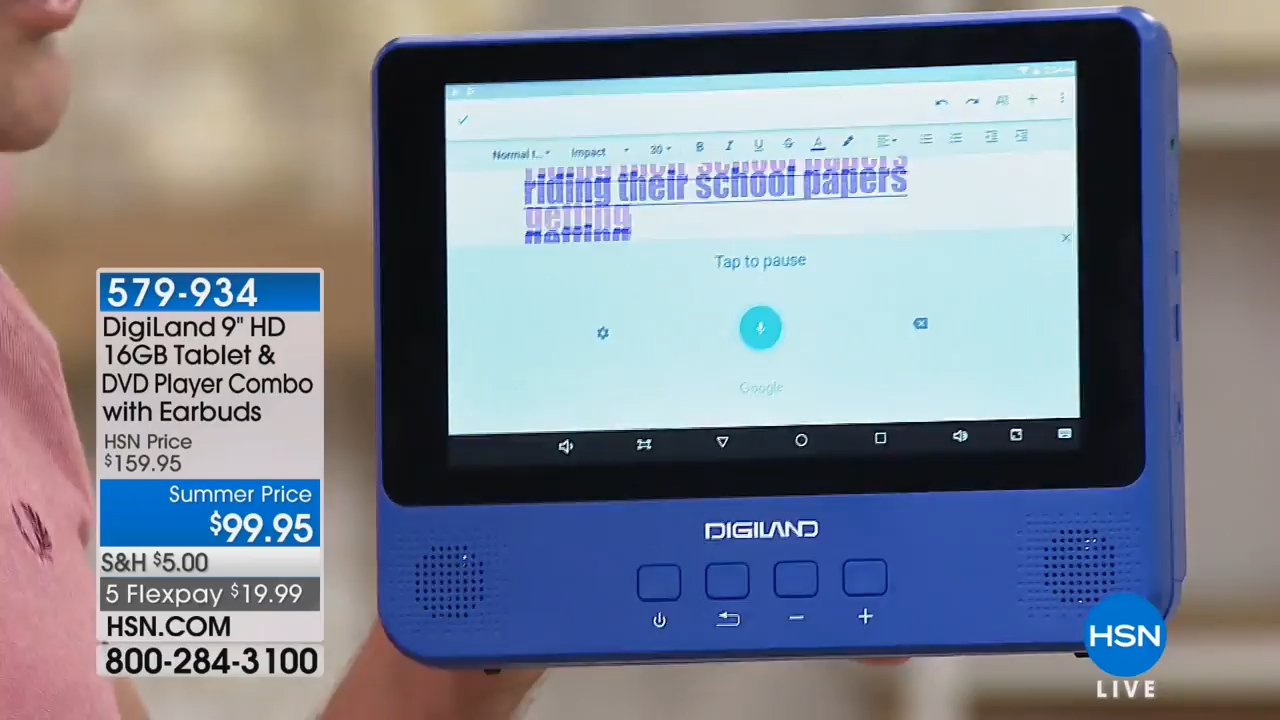 579-934
DigiLand 9" HD
16GB Tablet &
DVD Player Combo
with Earbuds
HSN Price
$159.95
Summer Price
$99.95
S&H $5.00
5 Flexpay $19.99
HSN.COM
800-284-3100
Normal t...
Impact
30
B I U S A
riding their school papers
getting
Tap to pause
Google
DIGILAND
HSN
LIVE